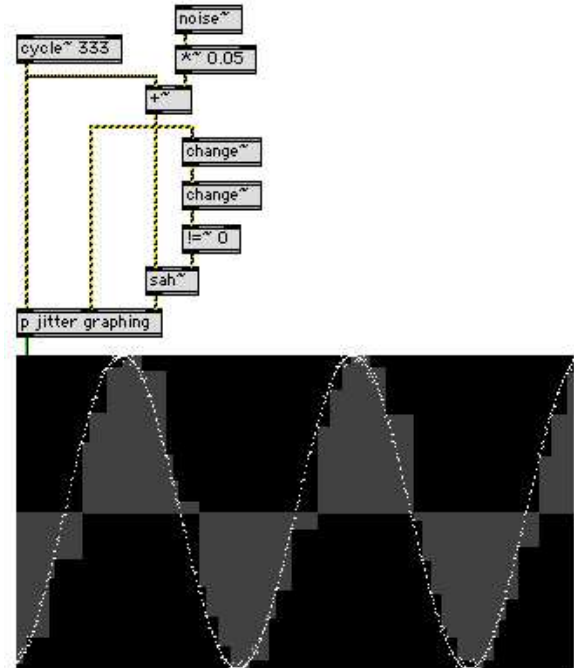 noise~
cycle~ 333
*~ 0.05
+~
change~
change~
!=~ 0
sah~
p jitter graphing